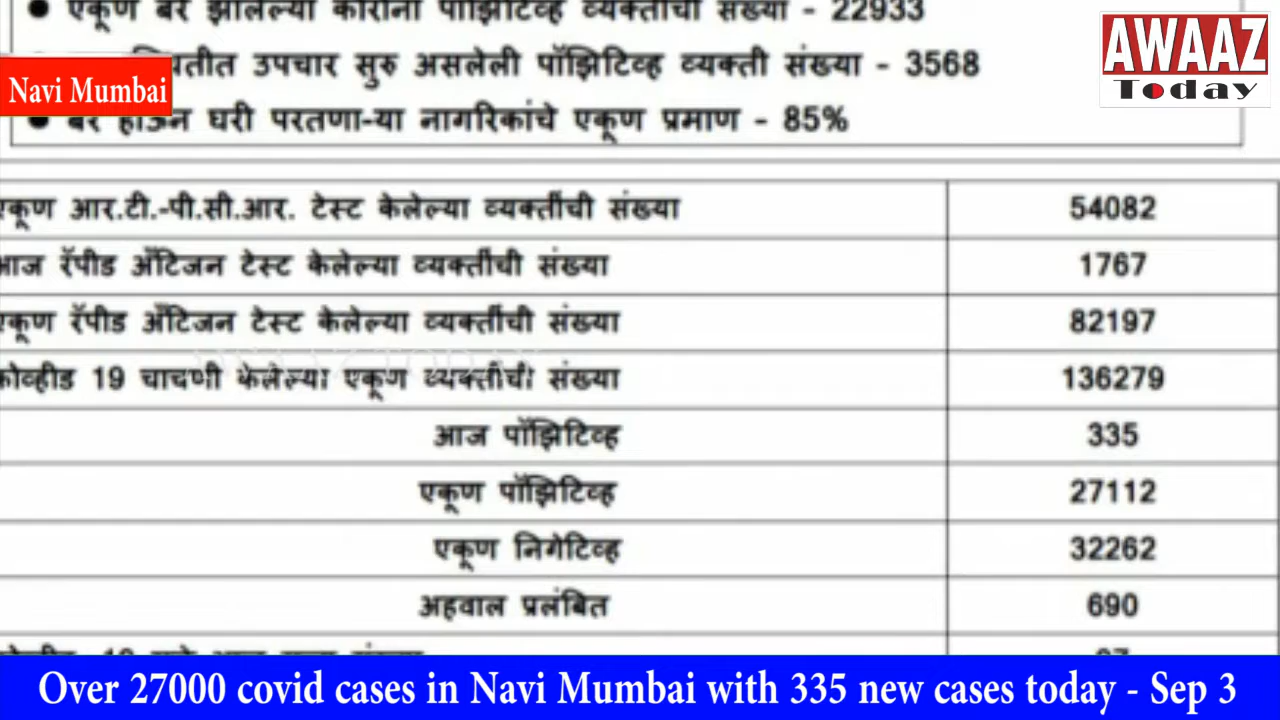 एकूण बरे झालेल्या कोरोना पॉझिटिव्ह व्यक्तींची संख्या - 22933
उपचार सुरु असलेली पॉझिटिव्ह व्यक्ती संख्या - 3568
बरे होऊन घरी परतणा-या नागरिकांचे एकूण प्रमाण - 85%
Navi Mumbai
AWAAZ
Today
एकूण आर.टी.-पी.सी.आर. टेस्ट केलेल्या व्यक्तींची संख्या 54082
आज रॅपीड अँटिजन टेस्ट केलेल्या व्यक्तींची संख्या 1767
एकूण रॅपीड अँटिजन टेस्ट केलेल्या व्यक्तींची संख्या 82197
कोव्हीड 19 चाचणी केलेल्या एकूण व्यक्तींची संख्या 136279
आज पॉझिटिव्ह 335
एकूण पॉझिटिव्ह 27112
एकूण निगेटिव्ह 32262
अहवाल प्रलंबित 690
Over 27000 covid cases in Navi Mumbai with 335 new cases today - Sep 3